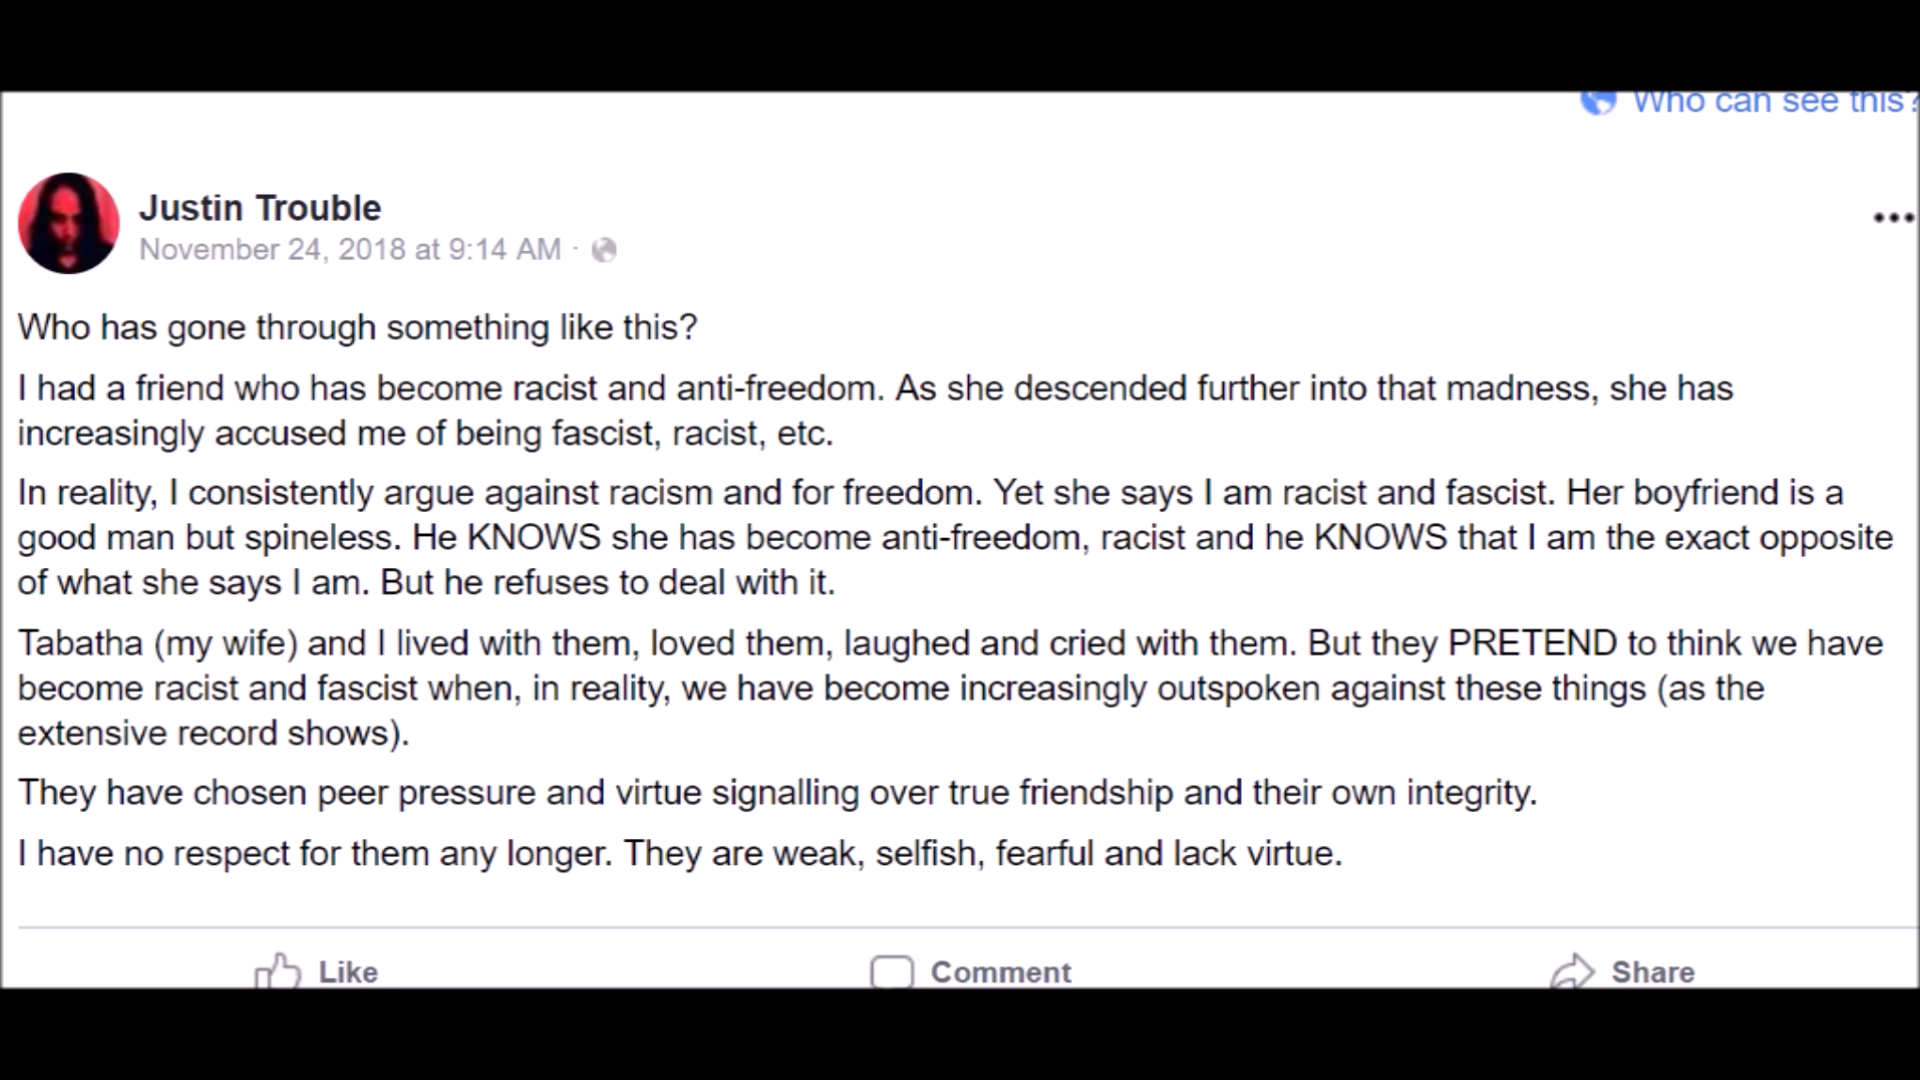 Who can see this?
Justin Trouble
November 24, 2018 at 9:14 AM ·
Who has gone through something like this?
I had a friend who has become racist and anti-freedom. As she descended further into that madness, she has
increasingly accused me of being fascist, racist, etc.
In reality, I consistently argue against racism and for freedom. Yet she says I am racist and fascist. Her boyfriend is a
good man but spineless. He KNOWS she has become anti-freedom, racist and he KNOWS that I am the exact opposite
of what she says I am. But he refuses to deal with it.
Tabatha (my wife) and I lived with them, loved them, laughed and cried with them. But they PRETEND to think we have
become racist and fascist when, in reality, we have become increasingly outspoken against these things (as the
extensive record shows).
They have chosen peer pressure and virtue signalling over true friendship and their own integrity.
I have no respect for them any longer. They are weak, selfish, fearful and lack virtue.
Like
Comment
Share